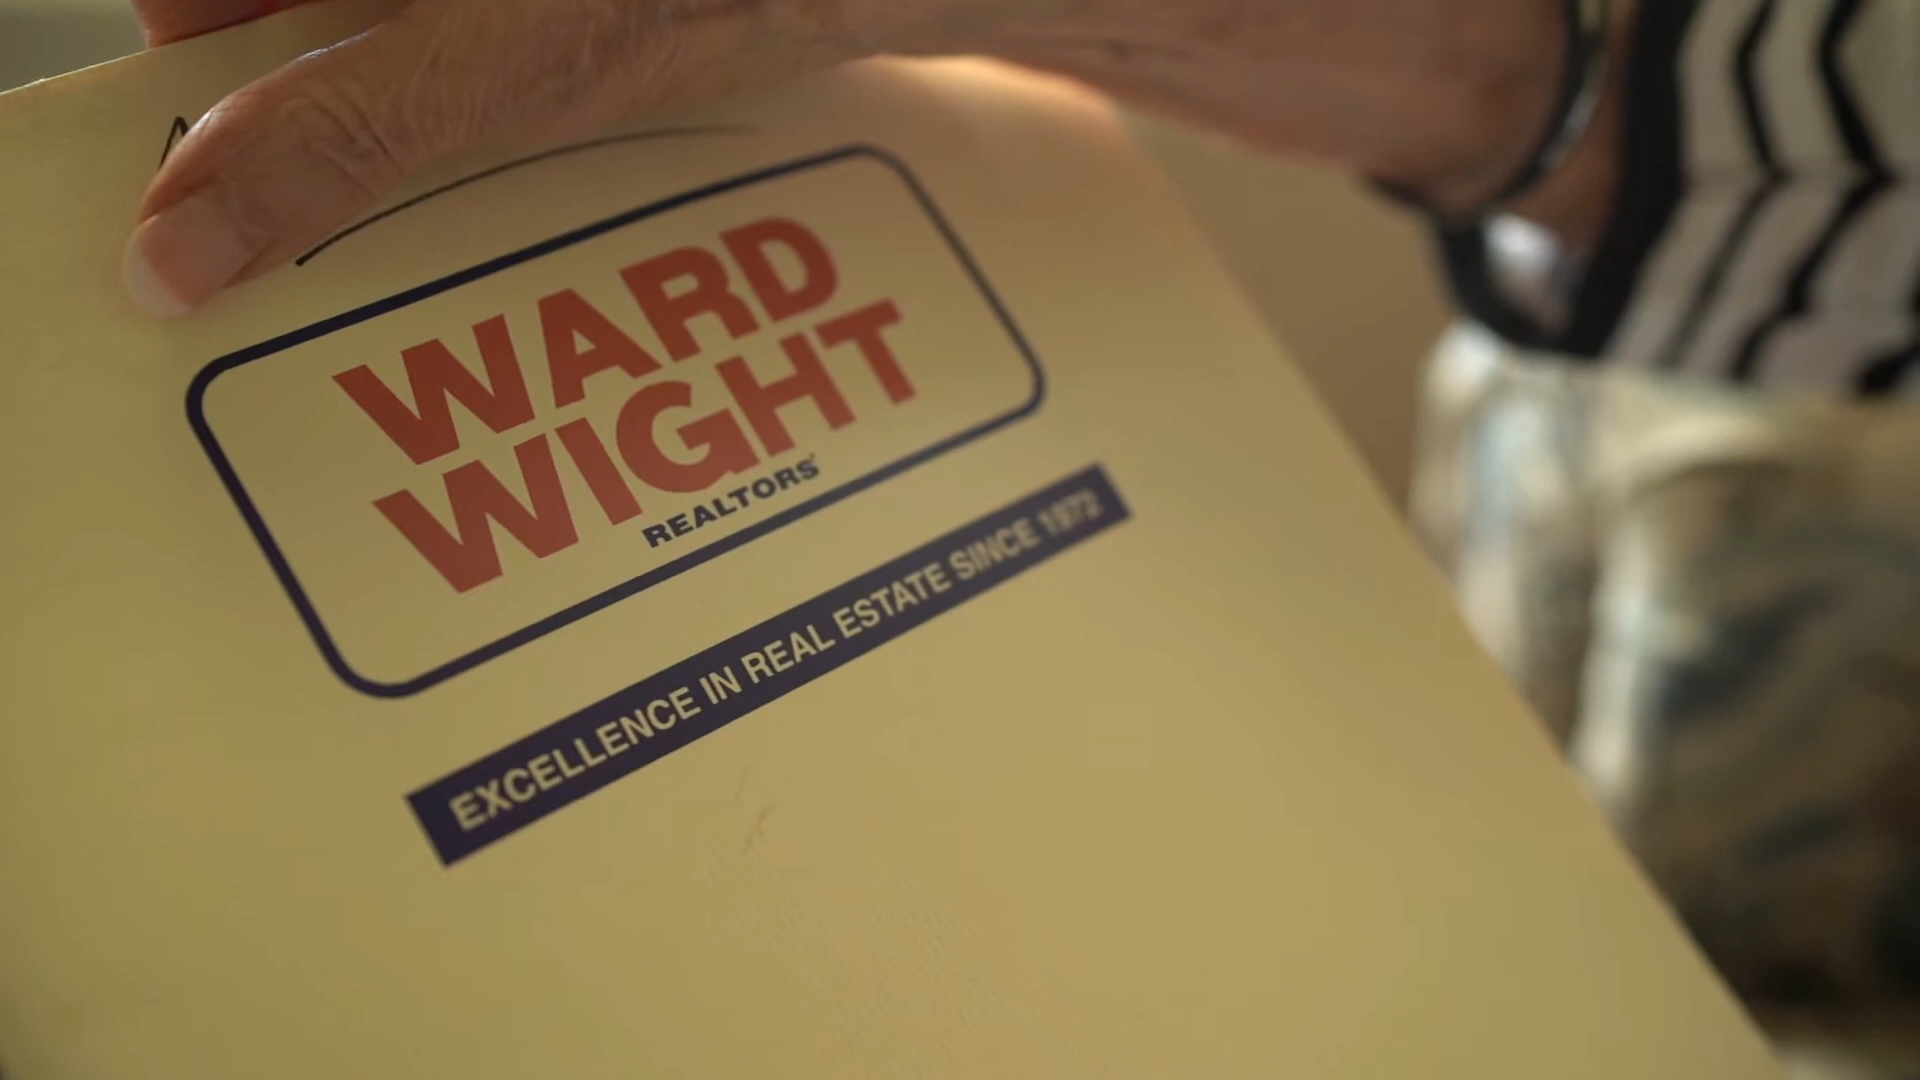 WARD
WIGHT
REALTORS
EXCELLENCE IN REAL ESTATE SINCE 1972